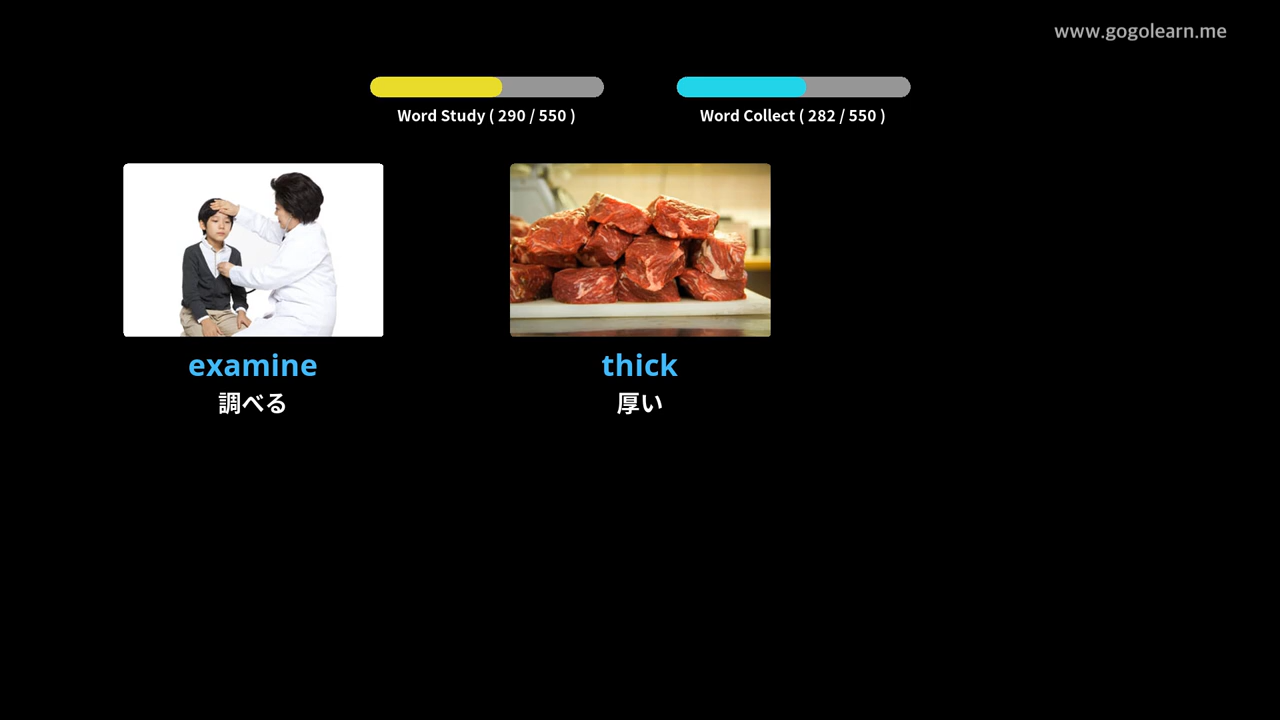 www.gogolearn.me
Word Study ( 290 / 550 )
Word Collect ( 282 / 550 )
examine
調べる
thick
厚い